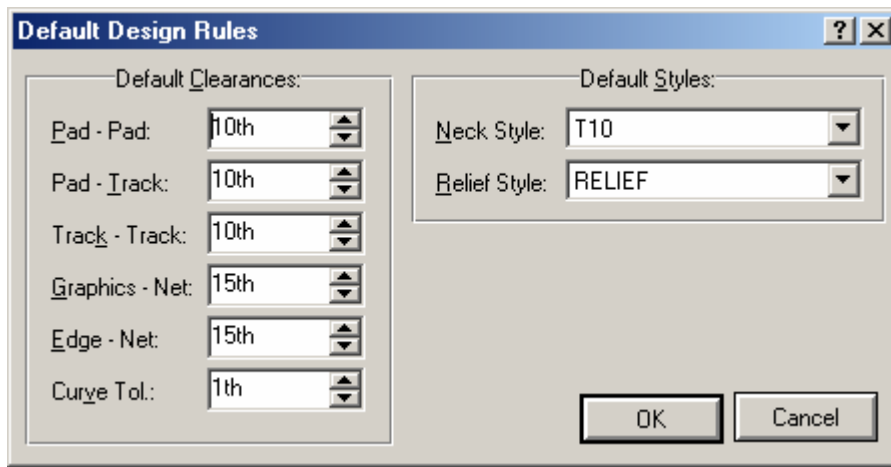 Default Design Rules
Default Clearances:
Pad - Pad: 10th
Pad - Track: 10th
Track - Track: 10th
Graphics - Net: 15th
Edge - Net: 15th
Curve Tol.: 1th
Default Styles:
Neck Style: T10
Relief Style: RELIEF
OK Cancel